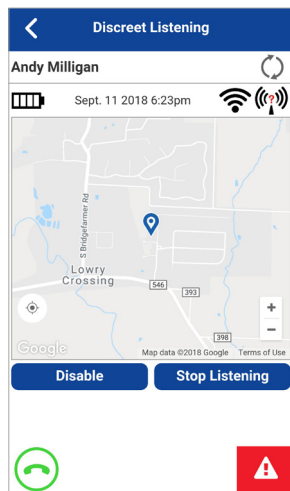 Discreet Listening
Andy Milligan
Sept. 11 2018 6:23pm
(?)
S Bridgefarmer Rd
Lowry
Crossing
546
393
+
−
398
Google
Map data ©2018 Google Terms of Use
Disable
Stop Listening